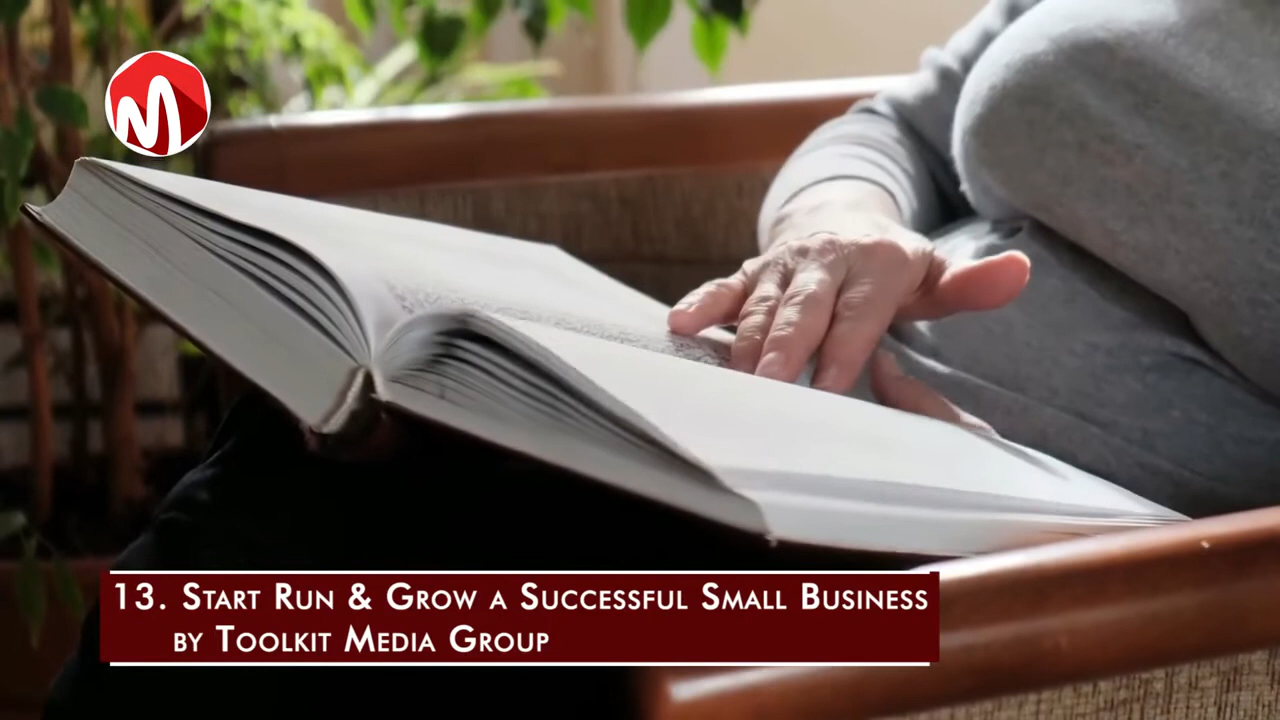 13. Start Run & Grow a Successful Small Business
by Toolkit Media Group